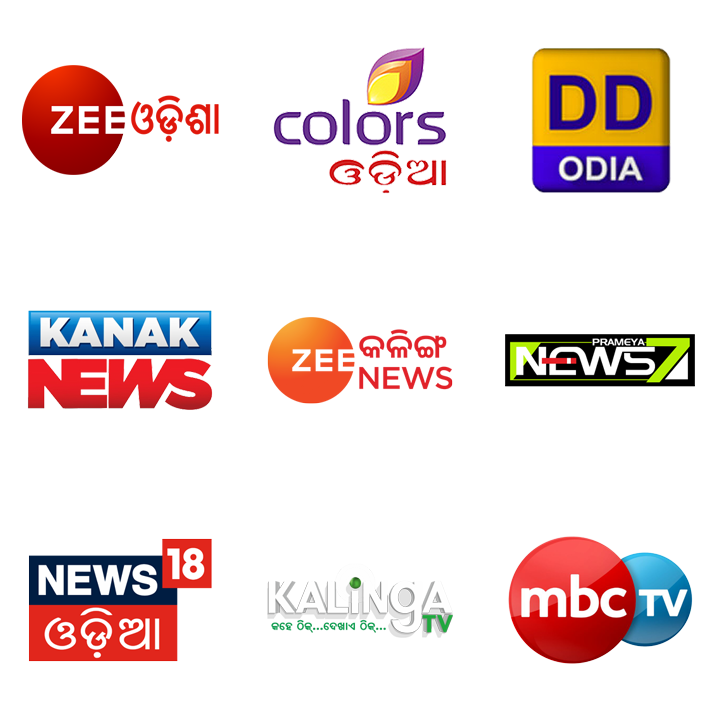 ZEE ଓଡ଼ିଶା
colors
ଓଡ଼ିଆ
DD
ODIA
KANAK
NEWS
ZEE କଳିଙ୍ଗ
NEWS
PRAMEYA
NEWS7
NEWS 18
ଓଡ଼ିଆ
KALINGA
TV
କହେ ଠିକ୍...ଦେଖାଏ ଠିକ୍...
mbc TV